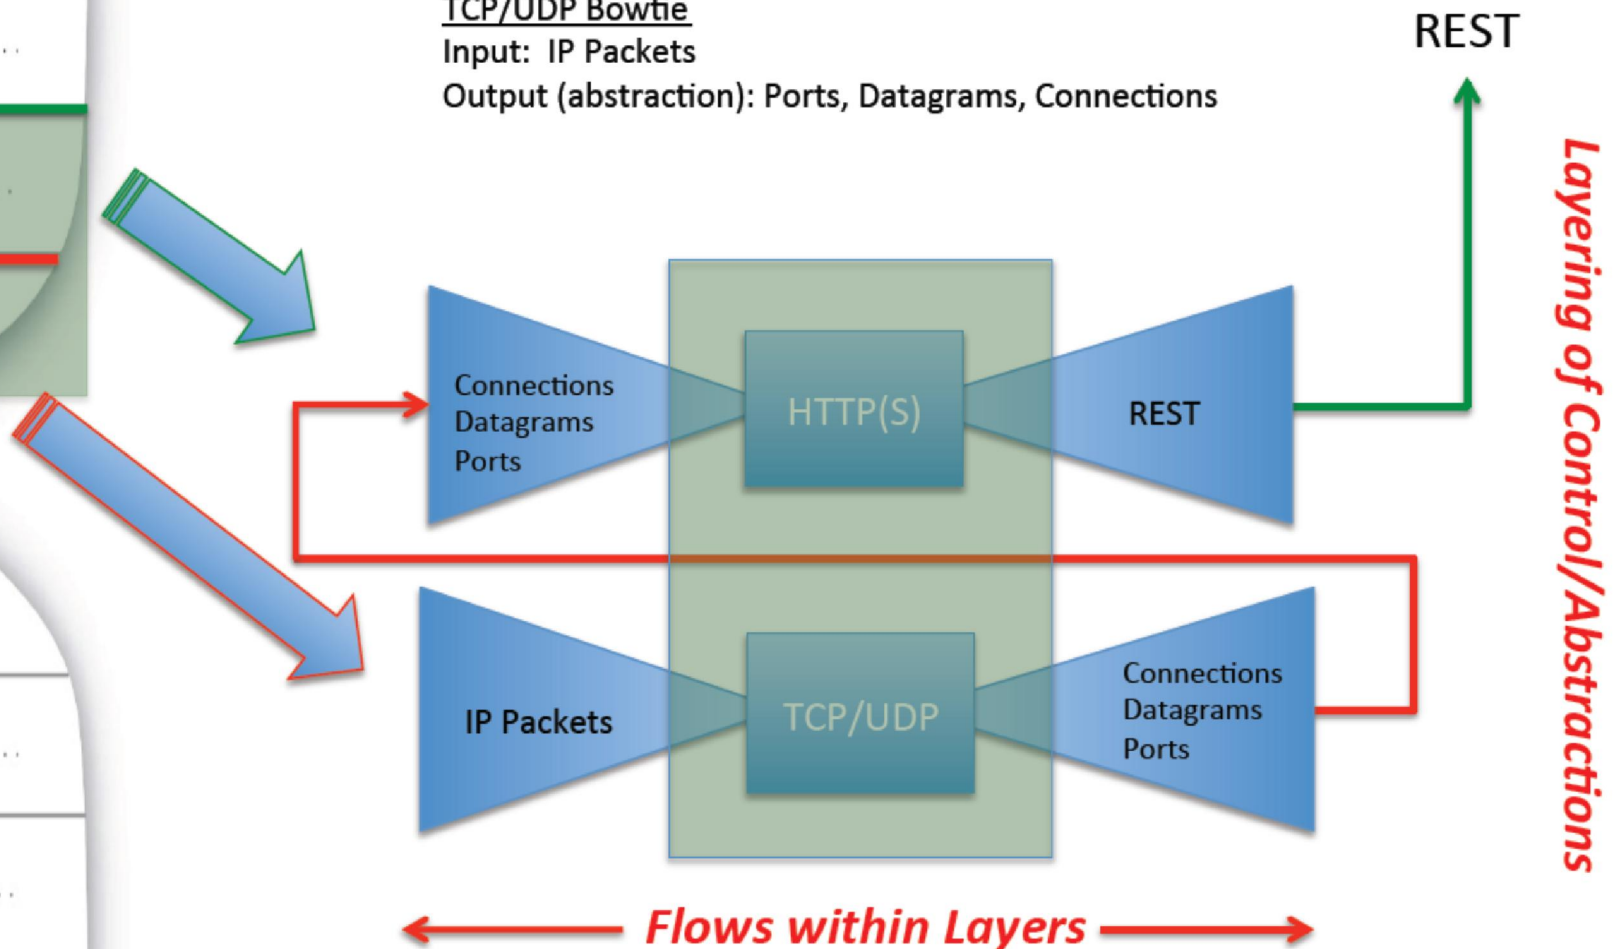 TCP/UDP Bowtie
Input: IP Packets
Output (abstraction): Ports, Datagrams, Connections
REST
Layering of Control/Abstractions
Connections
Datagrams
Ports
HTTP(S)
REST
IP Packets
TCP/UDP
Connections
Datagrams
Ports
Flows within Layers